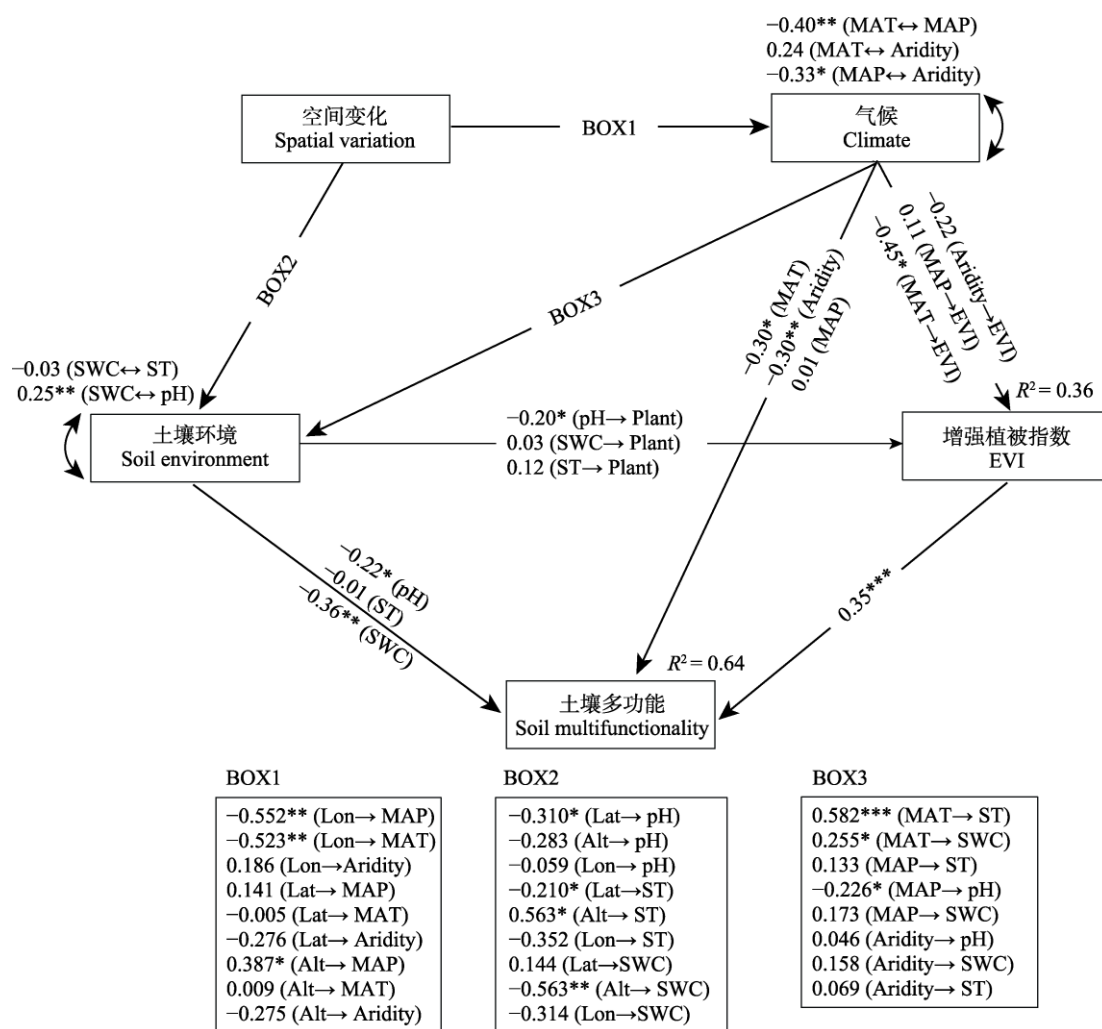 −0.40** (MAT↔ MAP)
0.24 (MAT↔ Aridity)
−0.33* (MAP↔ Aridity)
空间变化
Spatial variation
BOX1
气候
Climate
BOX2
BOX3
−0.30* (MAT)
−0.30** (Aridity)
0.01 (MAP)
−0.22 (Aridity→EVI)
0.11 (MAP→EVI)
−0.45* (MAT→EVI)
−0.03 (SWC↔ ST)
0.25** (SWC↔ pH)
R² = 0.36
土壤环境
Soil environment
−0.20* (pH→ Plant)
0.03 (SWC→ Plant)
0.12 (ST→ Plant)
增强植被指数
EVI
−0.22* (pH)
−0.01 (ST)
−0.36** (SWC)
0.35***
R² = 0.64
土壤多功能
Soil multifunctionality
BOX1
−0.552** (Lon→ MAP)
−0.523** (Lon→ MAT)
0.186 (Lon→Aridity)
0.141 (Lat→ MAP)
−0.005 (Lat→ MAT)
−0.276 (Lat→ Aridity)
0.387* (Alt→ MAP)
0.009 (Alt→ MAT)
−0.275 (Alt→ Aridity)
BOX2
−0.310* (Lat→ pH)
−0.283 (Alt→ pH)
−0.059 (Lon→ pH)
−0.210* (Lat→ST)
0.563* (Alt→ ST)
−0.352 (Lon→ ST)
0.144 (Lat→SWC)
−0.563** (Alt→ SWC)
−0.314 (Lon→SWC)
BOX3
0.582*** (MAT→ ST)
0.255* (MAT→ SWC)
0.133 (MAP→ ST)
−0.226* (MAP→ pH)
0.173 (MAP→ SWC)
0.046 (Aridity→ pH)
0.158 (Aridity→ SWC)
0.069 (Aridity→ ST)